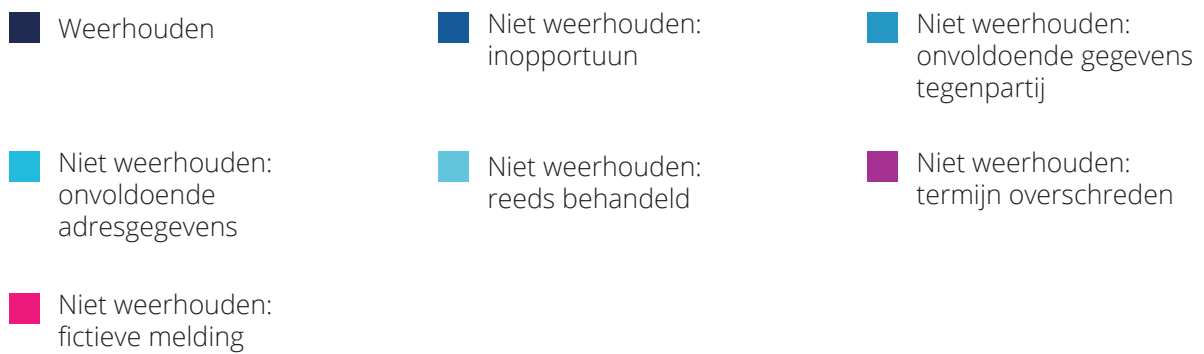 Weerhouden
Niet weerhouden:
inopportuun
Niet weerhouden:
onvoldoende gegevens
tegenpartij
Niet weerhouden:
onvoldoende
adresgegevens
Niet weerhouden:
reeds behandeld
Niet weerhouden:
termijn overschreden
Niet weerhouden:
fictieve melding